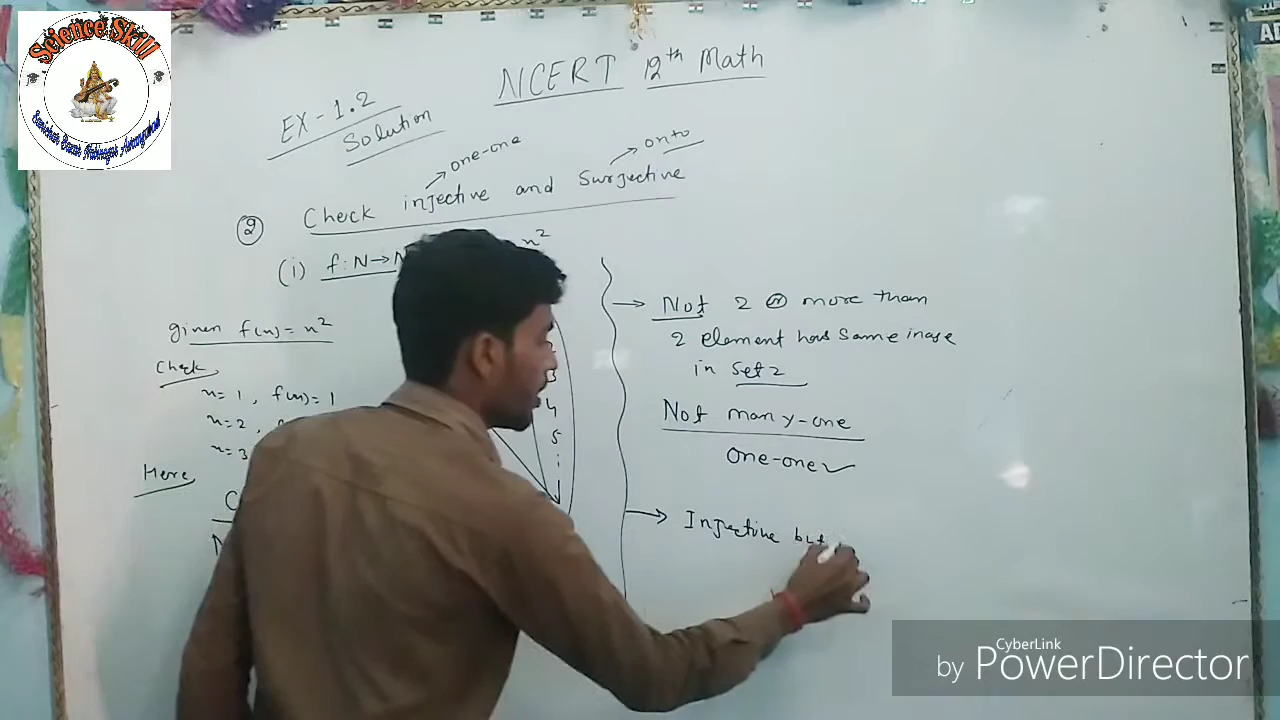 Science Skill
NCERT 12th Math
EX-1.2
Solution
one-one
onto
② Check injective and Surjective
(i) f:N→N
x²
given f(x)=x²
Check
x=1, f(x)=1
x=2,
x=3
Here
3
4
5
Not 2 or more than
2 element has same image
in Set 2
Not many-one
One-one✓
Injective but
CyberLink
by PowerDirector